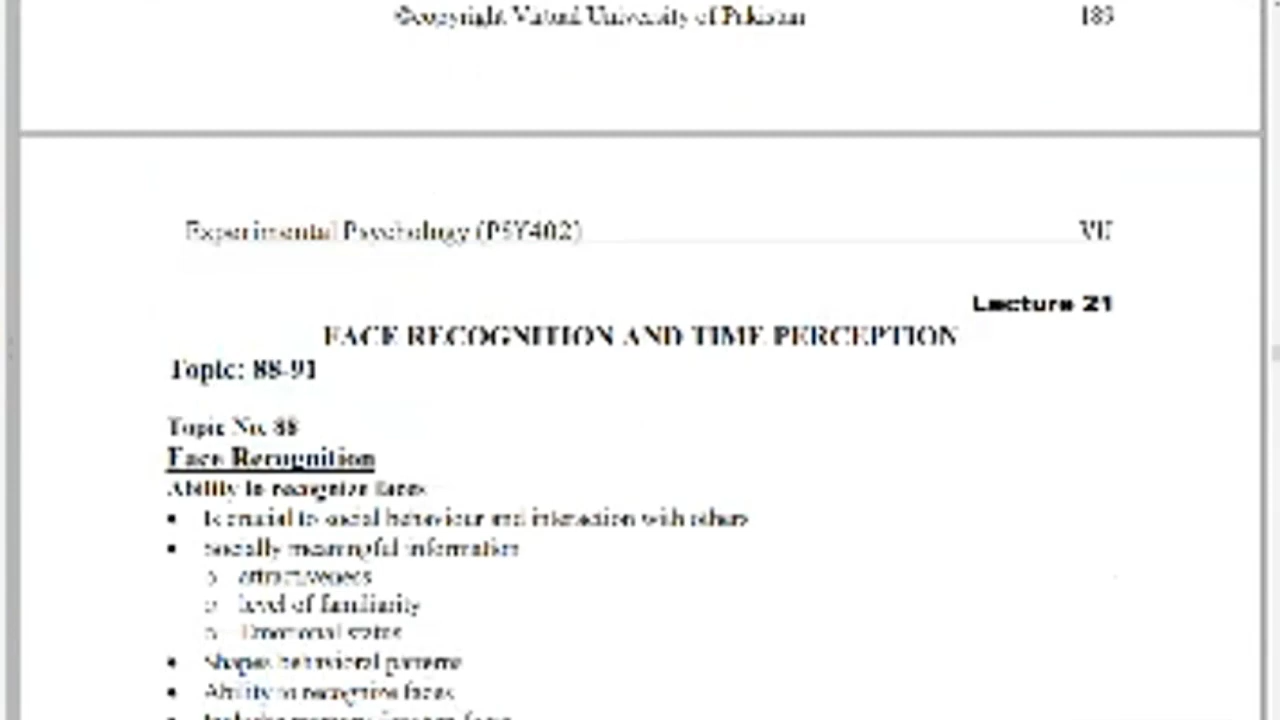 ©copyright Virtual University of Pakistan 183
Experimental Psychology (PSY402) VU
Lecture 21
FACE RECOGNITION AND TIME PERCEPTION
Topic: 88-91
Topic No. 88
Face Recognition
Ability to recognize faces
• Is crucial to social behaviour and interaction with others
• Socially meaningful information
o attractiveness
o level of familiarity
o Emotional status
• Shapes behavioral patterns
• Ability to recognize faces